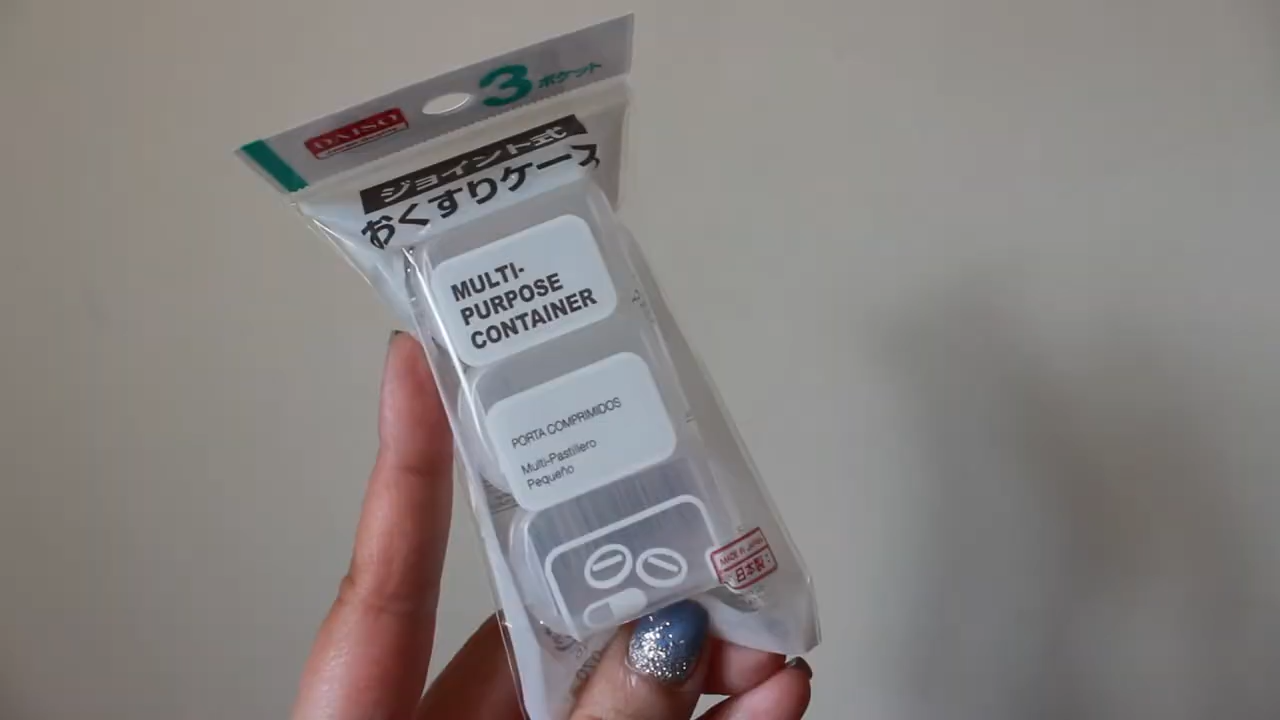 3ポケット
DAISO
ジョイント式
おくすりケース
MULTI-
PURPOSE
CONTAINER
PORTA COMPRIMIDOS
Multi-Pastillero
Pequeño
MADE IN JAPAN
日本製